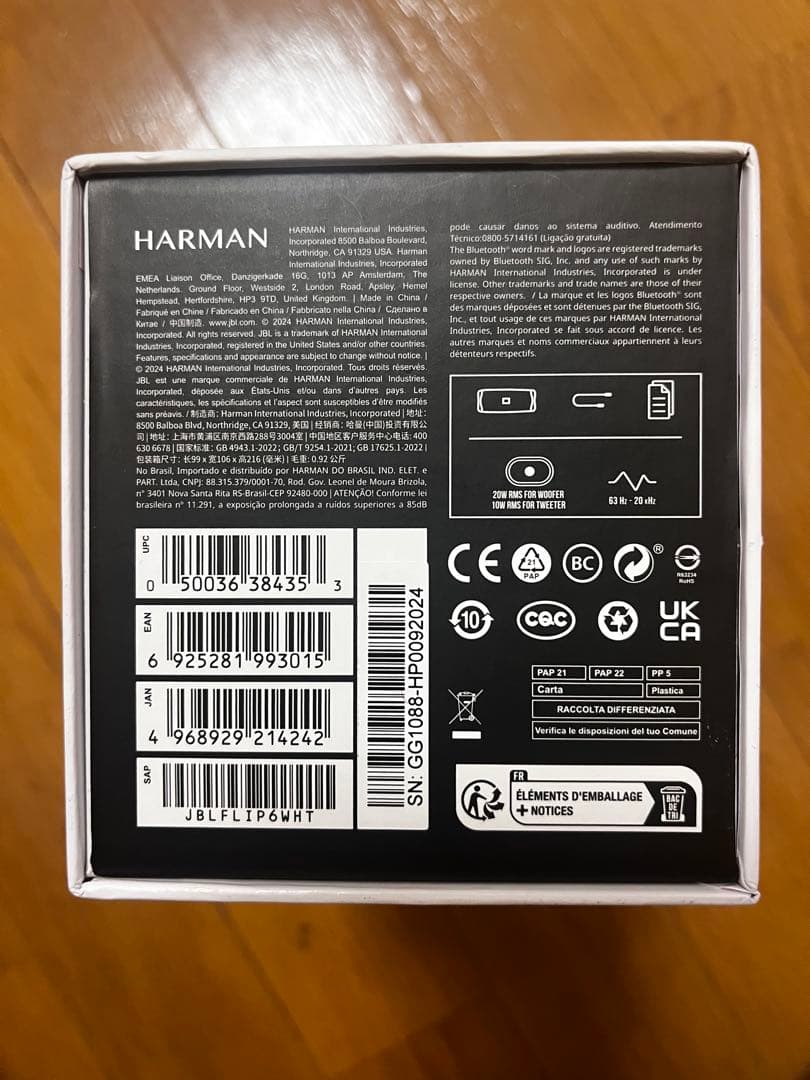 HARMAN
HARMAN International Industries,
Incorporated 8500 Balboa Boulevard,
Northridge, CA 91329 USA. Harman
International Industries, Incorporated
EMEA Liaison Office, Danzigerkade 16G, 1013 AP Amsterdam, The
Netherlands. Ground Floor, Westside 2, London Road, Apsley, Hemel
Hempstead, Hertfordshire, HP3 9TD, United Kingdom. | Made in China /
Fabriqué en Chine / Fabricado en China / Fabbricato nella China / Сделано в
Китае / 中国制造. www.jbl.com. © 2024 HARMAN International Industries,
Incorporated. All rights reserved. JBL is a trademark of HARMAN International
Industries, Incorporated, registered in the United States and/or other countries.
Features, specifications and appearance are subject to change without notice. |
© 2024 HARMAN International Industries, Incorporated. Tous droits réservés.
JBL est une marque commerciale de HARMAN International Industries,
Incorporated, déposée aux États-Unis et/ou dans d'autres pays. Les
caractéristiques, les spécifications et l'aspect sont susceptibles d'être modifiés
sans préavis. / 制造商: Harman International Industries, Incorporated | 地址:
8500 Balboa Blvd, Northridge, CA 91329, 美国 | 经销商: 哈曼(中国)投资有限公
司 | 地址: 上海市黄浦区南京西路288号3004室 | 中国地区客户服务中心电话: 400
630 6678 | 国家标准: GB 4943.1-2022; GB/T 9254.1-2021; GB 17625.1-2022 |
包装箱尺寸: 长99 x 宽106 x 高216 (毫米) | 毛重: 0.92 公斤
No Brasil, Importado e distribuído por HARMAN DO BRASIL IND. ELET. e
PART. Ltda, CNPJ: 88.315.379/0001-70, Rod. Gov. Leonel de Moura Brizola,
n° 3401 Nova Santa Rita RS-Brasil-CEP 92480-000 | ATENÇÃO! Conforme lei
brasileira n° 11.291, a exposição prolongada a ruídos superiores a 85dB
pode causar danos ao sistema auditivo. Atendimento
Técnico:0800-5714161 (Ligação gratuita)
The Bluetooth® word mark and logos are registered trademarks
owned by Bluetooth SIG, Inc. and any use of such marks by
HARMAN International Industries, Incorporated is under
license. Other trademarks and trade names are those of their
respective owners. / La marque et les logos Bluetooth® sont
des marques déposées et sont détenues par the Bluetooth SIG,
Inc., et tout usage de ces marques par HARMAN International
Industries, Incorporated se fait sous accord de licence. Les
autres marques et noms commerciaux appartiennent à leurs
détenteurs respectifs.
20W RMS FOR WOOFER
10W RMS FOR TWEETER
63 Hz - 20 kHz
UPC
0 50036 38435 3
EAN
6 925281 993015
JAN
4 968929 214242
SAP
JBLFLIP6WHT
SN: GG1088-HP0092024
CE
21
PAP
BC
®
R63234
RoHS
10
CQC
UK
CA
PAP 21
PAP 22
PP 5
Carta
Plastica
RACCOLTA DIFFERENZIATA
Verifica le disposizioni del tuo Comune
FR
ÉLÉMENTS D'EMBALLAGE
+ NOTICES
BAC
DE
TRI